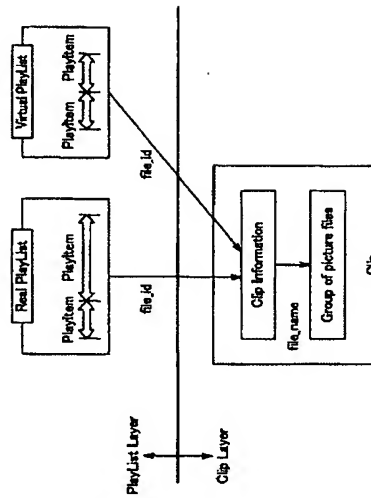 Real PlayList
PlayItem PlayItem
Virtual PlayList
PlayItem PlayItem
file_id
file_id
PlayList Layer
Clip Layer
Clip Information
file_name
Group of picture files
Clip